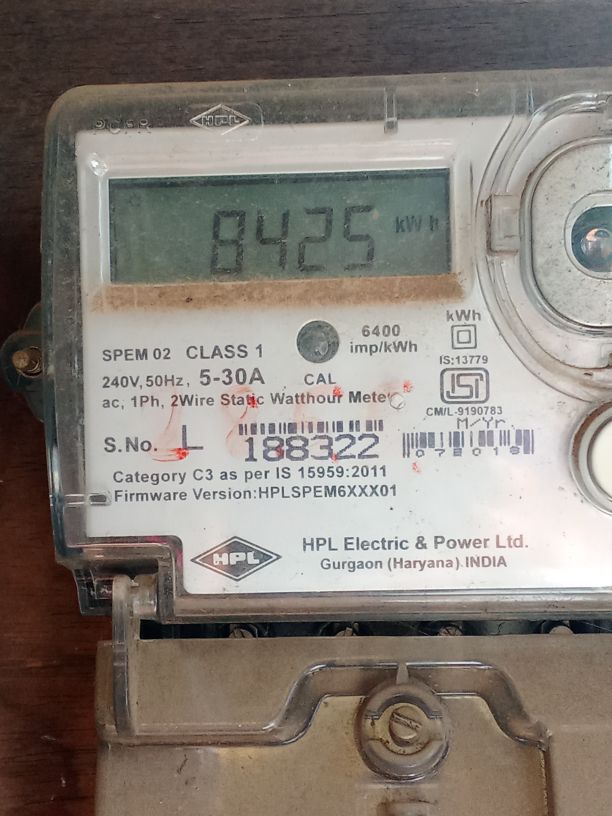 HPL
8425 kWh
kWh
6400
imp/kWh
IS:13779
SPEM 02 CLASS 1
240V, 50Hz, 5-30A CAL
ac, 1Ph, 2Wire Static Watthour Meter
ISI
CM/L-9190783
M/Yr.
S.No. L 188322
072018
Category C3 as per IS 15959:2011
Firmware Version:HPLSPEM6XXX01
HPL
HPL Electric & Power Ltd.
Gurgaon (Haryana) INDIA